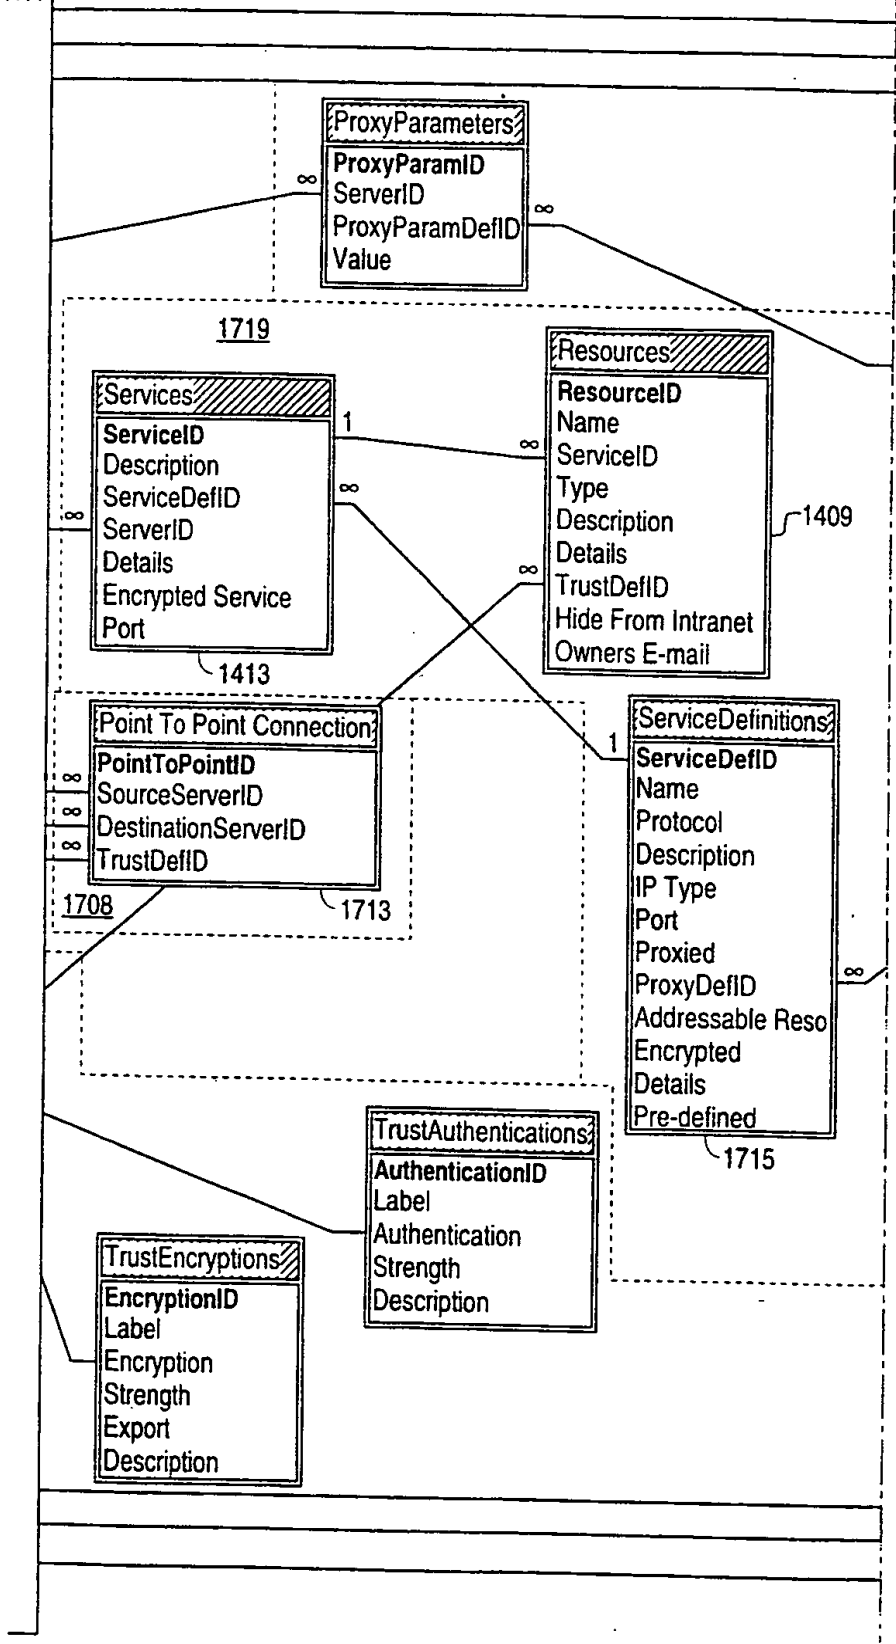 ProxyParameters
ProxyParamID
∞
ServerID
∞
ProxyParamDefID
Value
1719
Resources
ResourceID
Name
ServiceID
Type
Description
Details
TrustDefID
Hide From Intranet
Owners E-mail
∞
∞
1409
Services
ServiceID
Description
ServiceDefID
ServerID
Details
Encrypted Service
Port
1
∞
∞
1413
Point To Point Connection
PointToPointID
SourceServerID
DestinationServerID
TrustDefID
∞
∞
∞
1708
1713
ServiceDefinitions
1
ServiceDefID
Name
Protocol
Description
IP Type
Port
Proxied
ProxyDefID
∞
Addressable Reso
Encrypted
Details
Pre-defined
1715
TrustAuthentications
AuthenticationID
Label
Authentication
Strength
Description
TrustEncryptions
EncryptionID
Label
Encryption
Strength
Export
Description